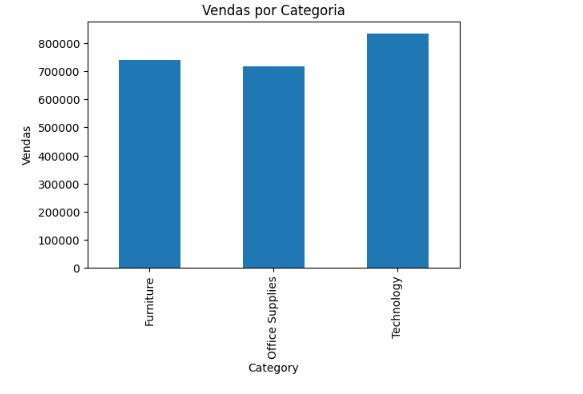 Vendas por Categoria
800000
700000
600000
500000
400000
300000
200000
100000
0
Vendas
Furniture
Office Supplies
Technology
Category